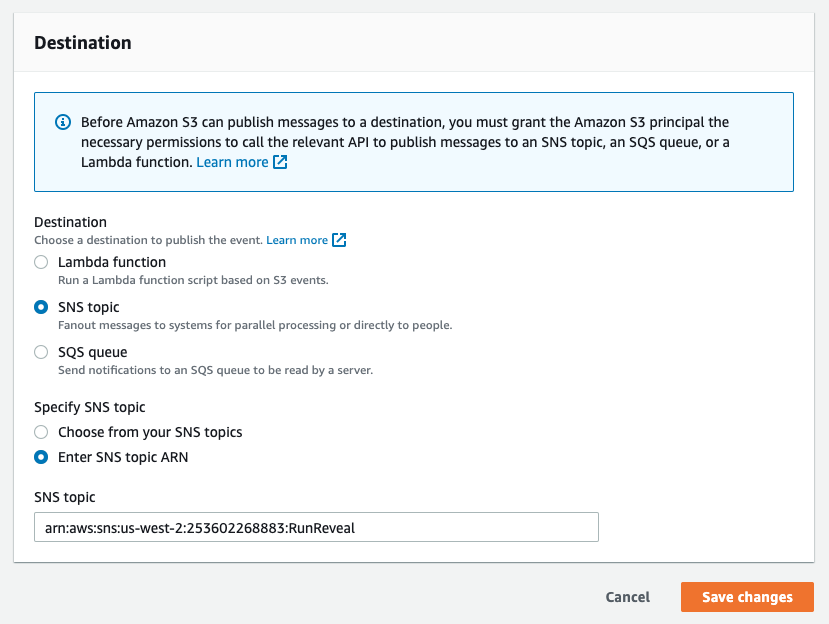 Destination
Before Amazon S3 can publish messages to a destination, you must grant the Amazon S3 principal the
necessary permissions to call the relevant API to publish messages to an SNS topic, an SQS queue, or a
Lambda function. Learn more
Destination
Choose a destination to publish the event. Learn more
Lambda function
Run a Lambda function script based on S3 events.
SNS topic
Fanout messages to systems for parallel processing or directly to people.
SQS queue
Send notifications to an SQS queue to be read by a server.
Specify SNS topic
Choose from your SNS topics
Enter SNS topic ARN
SNS topic
arn:aws:sns:us-west-2:253602268883:RunReveal
Cancel Save changes